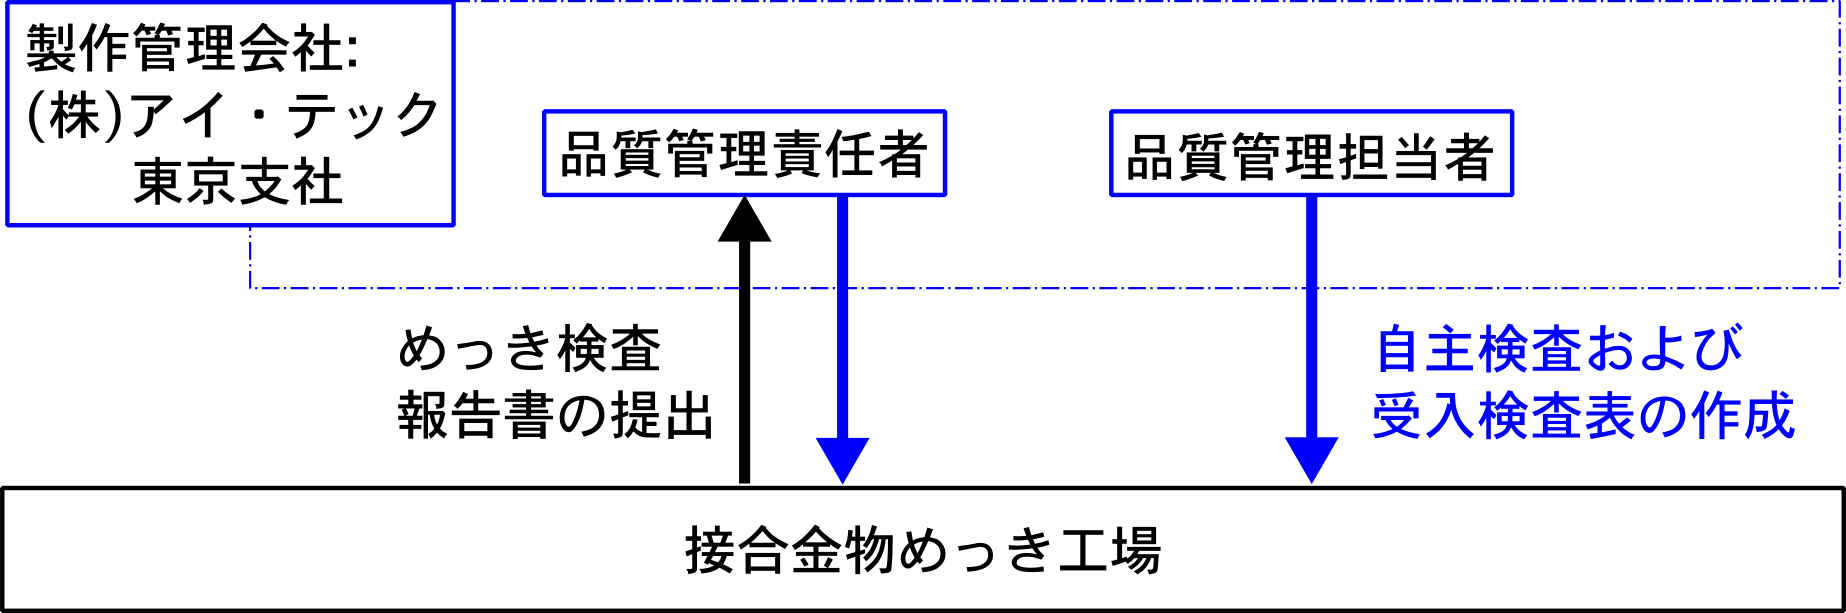 製作管理会社:
(株)アイ・テック
東京支社
品質管理責任者
品質管理担当者
めっき検査
報告書の提出
自主検査および
受入検査表の作成
接合金物めっき工場